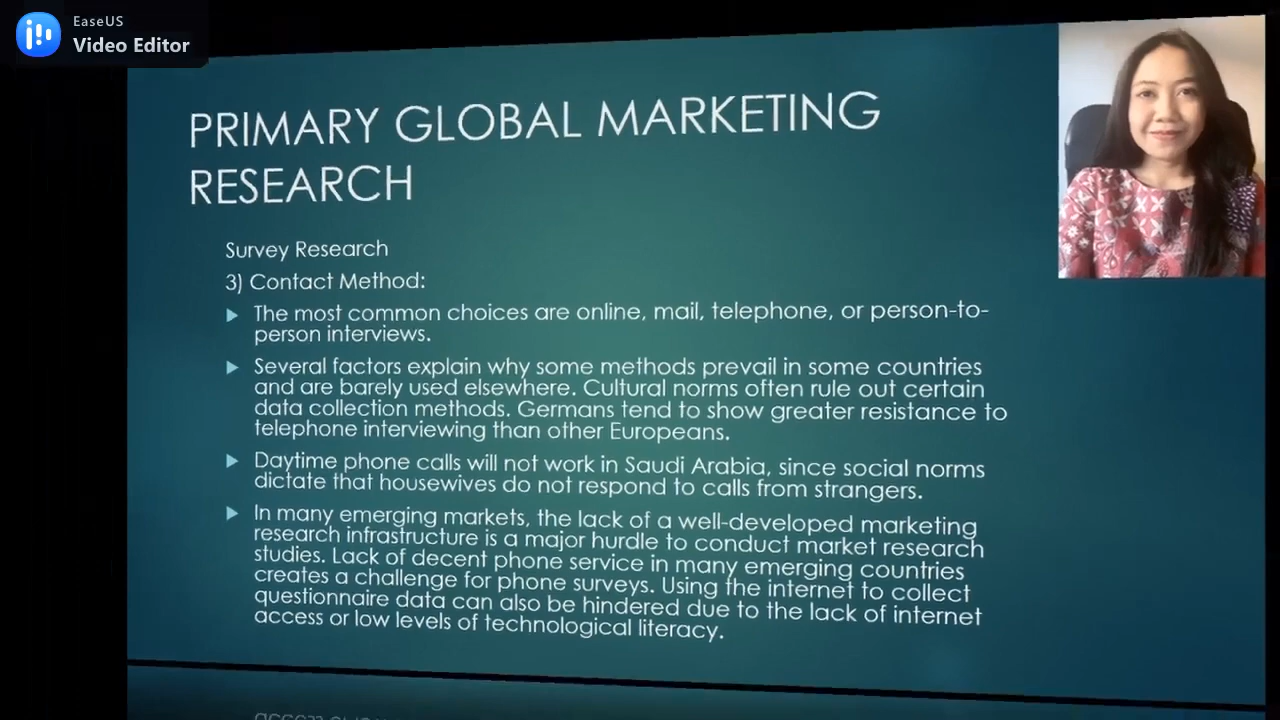 EaseUS
Video Editor
PRIMARY GLOBAL MARKETING
RESEARCH
Survey Research
3) Contact Method:
The most common choices are online, mail, telephone, or person-to-
person interviews.
Several factors explain why some methods prevail in some countries
and are barely used elsewhere. Cultural norms often rule out certain
data collection methods. Germans tend to show greater resistance to
telephone interviewing than other Europeans.
Daytime phone calls will not work in Saudi Arabia, since social norms
dictate that housewives do not respond to calls from strangers.
In many emerging markets, the lack of a well-developed marketing
research infrastructure is a major hurdle to conduct market research
studies. Lack of decent phone service in many emerging countries
creates a challenge for phone surveys. Using the internet to collect
questionnaire data can also be hindered due to the lack of internet
access or low levels of technological literacy.